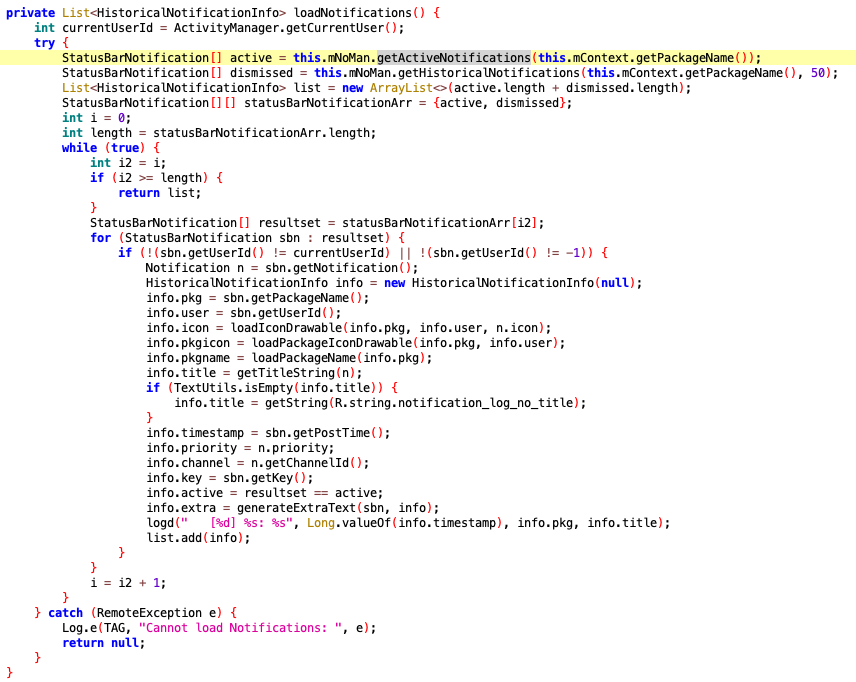 private List<HistoricalNotificationInfo> loadNotifications() {
    int currentUserId = ActivityManager.getCurrentUser();
    try {
        StatusBarNotification[] active = this.mNoMan.getActiveNotifications(this.mContext.getPackageName());
        StatusBarNotification[] dismissed = this.mNoMan.getHistoricalNotifications(this.mContext.getPackageName(), 50);
        List<HistoricalNotificationInfo> list = new ArrayList<>(active.length + dismissed.length);
        StatusBarNotification[][] statusBarNotificationArr = {active, dismissed};
        int i = 0;
        int length = statusBarNotificationArr.length;
        while (true) {
            int i2 = i;
            if (i2 >= length) {
                return list;
            }
            StatusBarNotification[] resultset = statusBarNotificationArr[i2];
            for (StatusBarNotification sbn : resultset) {
                if (!(sbn.getUserId() != currentUserId) || !(sbn.getUserId() != -1)) {
                    Notification n = sbn.getNotification();
                    HistoricalNotificationInfo info = new HistoricalNotificationInfo(null);
                    info.pkg = sbn.getPackageName();
                    info.user = sbn.getUserId();
                    info.icon = loadIconDrawable(info.pkg, info.user, n.icon);
                    info.pkgicon = loadPackageIconDrawable(info.pkg, info.user);
                    info.pkgname = loadPackageName(info.pkg);
                    info.title = getTitleString(n);
                    if (TextUtils.isEmpty(info.title)) {
                        info.title = getString(R.string.notification_log_no_title);
                    }
                    info.timestamp = sbn.getPostTime();
                    info.priority = n.priority;
                    info.channel = n.getChannelId();
                    info.key = sbn.getKey();
                    info.active = resultset == active;
                    info.extra = generateExtraText(sbn, info);
                    logd("   [%d] %s: %s", Long.valueOf(info.timestamp), info.pkg, info.title);
                    list.add(info);
                }
            }
            i = i2 + 1;
        }
    } catch (RemoteException e) {
        Log.e(TAG, "Cannot load Notifications: ", e);
        return null;
    }
}